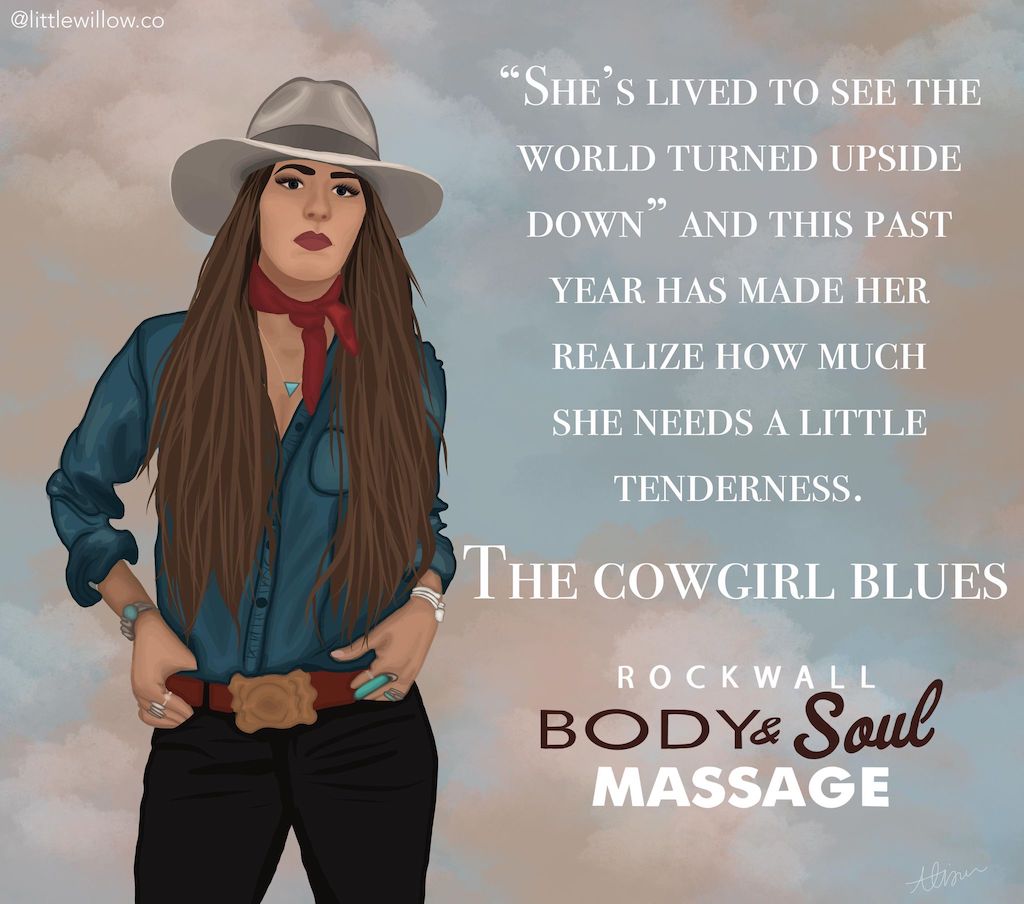 @littlewillow.co
“She’s lived to see the
world turned upside
down” and this past
year has made her
realize how much
she needs a little
tenderness.
The cowgirl blues
ROCKWALL
BODY & Soul
MASSAGE